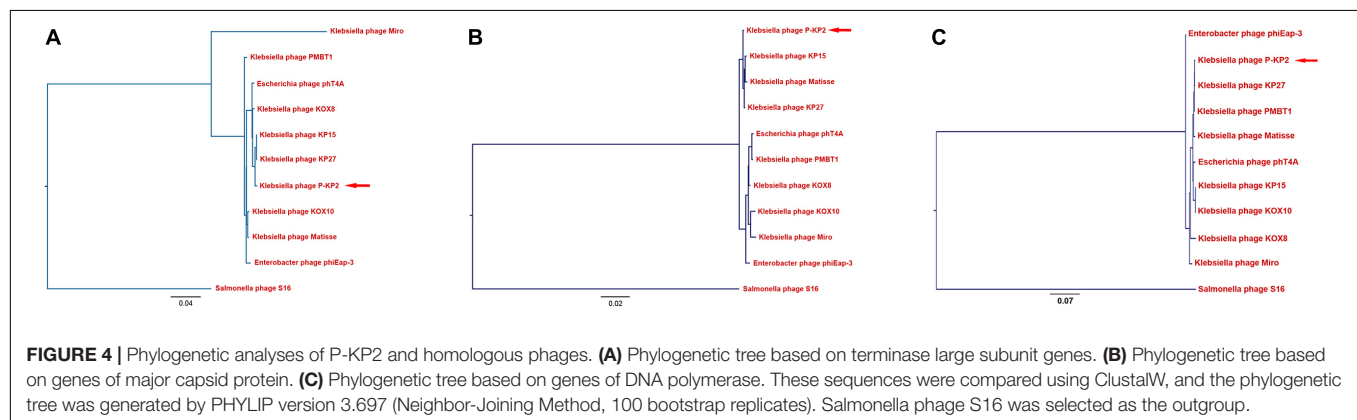 A
Klebsiella phage Miro
Klebsiella phage PMBT1
Escherichia phage phT4A
Klebsiella phage KOX8
Klebsiella phage KP15
Klebsiella phage KP27
Klebsiella phage P-KP2
Klebsiella phage KOX10
Klebsiella phage Matisse
Enterobacter phage phiEap-3
Salmonella phage S16
0.04
B
Klebsiella phage P-KP2
Klebsiella phage KP15
Klebsiella phage Matisse
Klebsiella phage KP27
Escherichia phage phT4A
Klebsiella phage PMBT1
Klebsiella phage KOX8
Klebsiella phage KOX10
Klebsiella phage Miro
Enterobacter phage phiEap-3
Salmonella phage S16
0.02
C
Enterobacter phage phiEap-3
Klebsiella phage P-KP2
Klebsiella phage KP27
Klebsiella phage PMBT1
Klebsiella phage Matisse
Escherichia phage phT4A
Klebsiella phage KP15
Klebsiella phage KOX10
Klebsiella phage KOX8
Klebsiella phage Miro
Salmonella phage S16
0.07
FIGURE 4 | Phylogenetic analyses of P-KP2 and homologous phages. (A) Phylogenetic tree based on terminase large subunit genes. (B) Phylogenetic tree based
on genes of major capsid protein. (C) Phylogenetic tree based on genes of DNA polymerase. These sequences were compared using ClustalW, and the phylogenetic
tree was generated by PHYLIP version 3.697 (Neighbor-Joining Method, 100 bootstrap replicates). Salmonella phage S16 was selected as the outgroup.